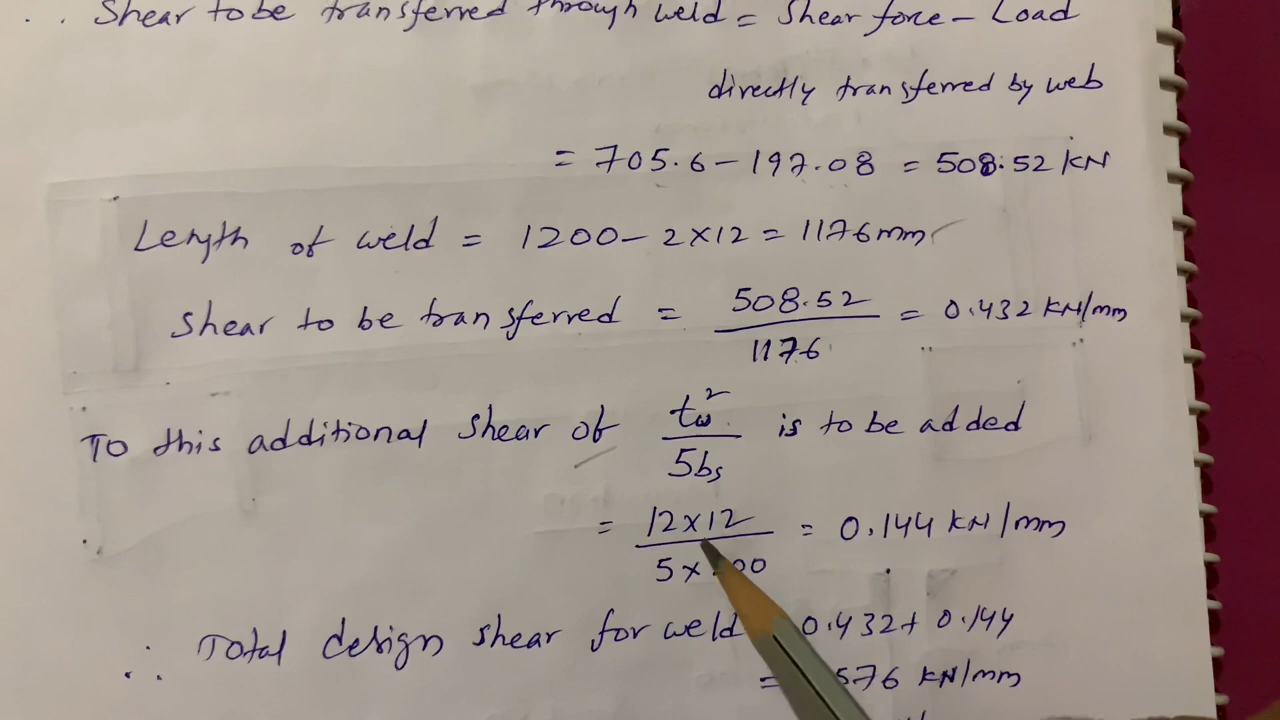 ∴ Shear to be transferred through weld = Shear force - Load
directly transferred by web
= 705.6 - 197.08 = 508.52 KN
Length of weld = 1200 - 2×12 = 1176mm
Shear to be transferred = 508.52 / 1176 = 0.432 KN/mm
To this additional Shear of tw² / 5bs is to be added
= 12×12 / 5× 00 = 0.144 KN/mm
∴ Total design shear for weld 0.432+ 0.144
= 576 KN/mm